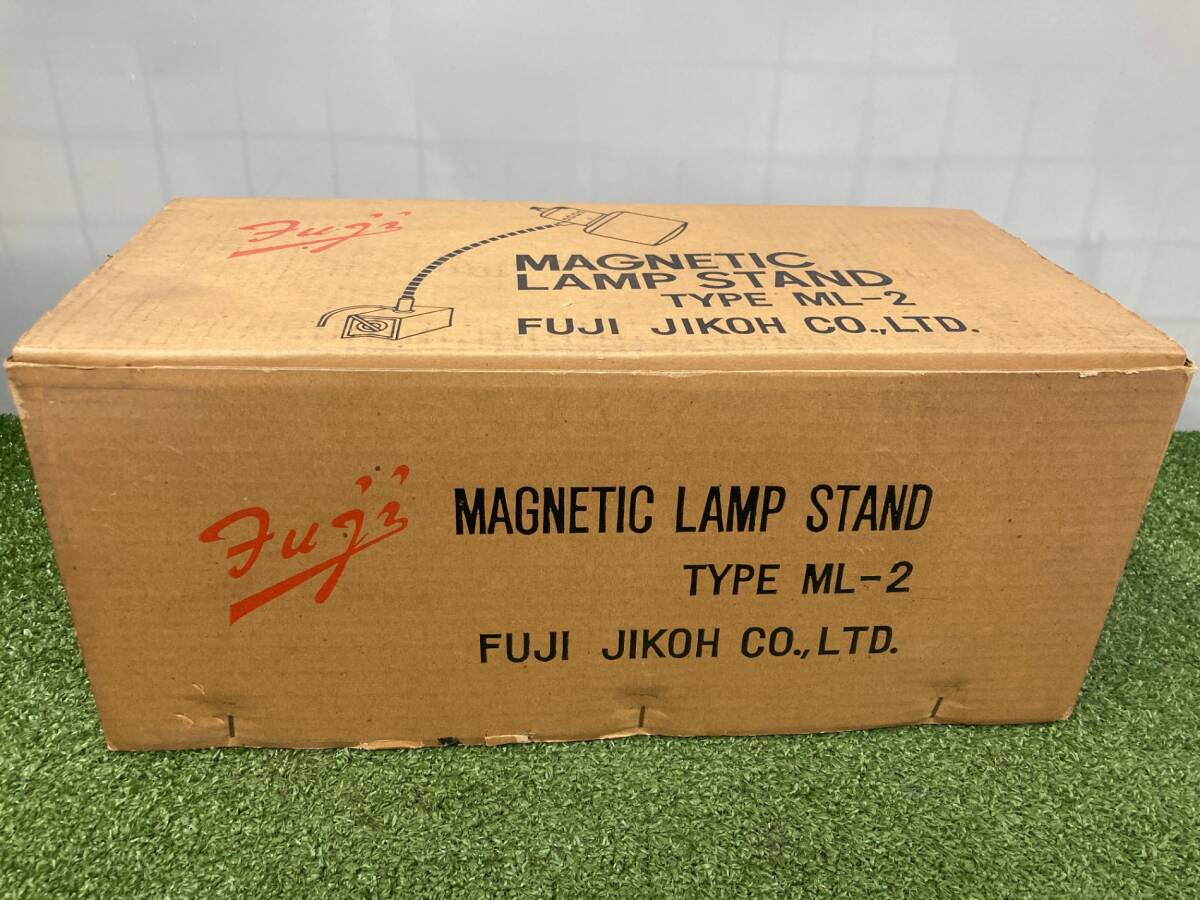 Fuji
MAGNETIC
LAMP STAND
TYPE ML-2
FUJI JIKOH CO.,LTD.
Fuji
MAGNETIC LAMP STAND
TYPE ML-2
FUJI JIKOH CO.,LTD.